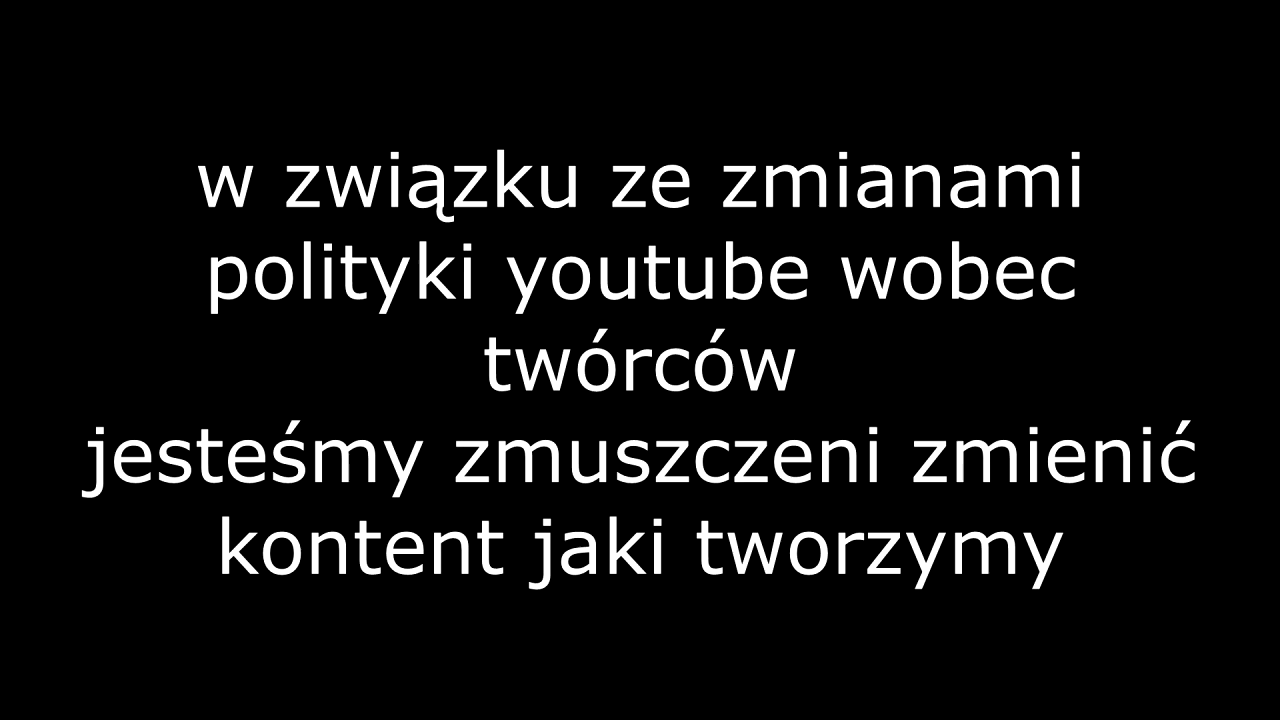 w związku ze zmianami
polityki youtube wobec
twórców
jesteśmy zmuszczeni zmienić
kontent jaki tworzymy